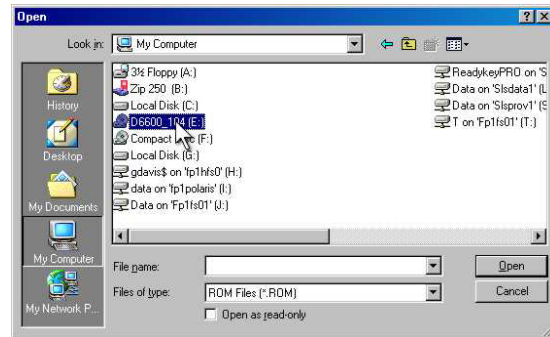 Open
Look in: My Computer
History
Desktop
My Documents
My Computer
My Network P...
3½ Floppy (A:)
Zip 250 (B:)
Local Disk (C:)
D6600_104 (E:)
Compact Disc (F:)
Local Disk (G:)
gdavis$ on 'fp1hfs0' (H:)
data on 'fp1polaris' (I:)
Data on 'Fp1fs01' (J:)
ReadykeyPRO on 'S
Data on 'Slsdata1' (L
Data on 'Slsprov1' (S
T on 'Fp1fs01' (T:)
File name:
Open
Files of type: ROM Files (*.ROM)
Cancel
Open as read-only